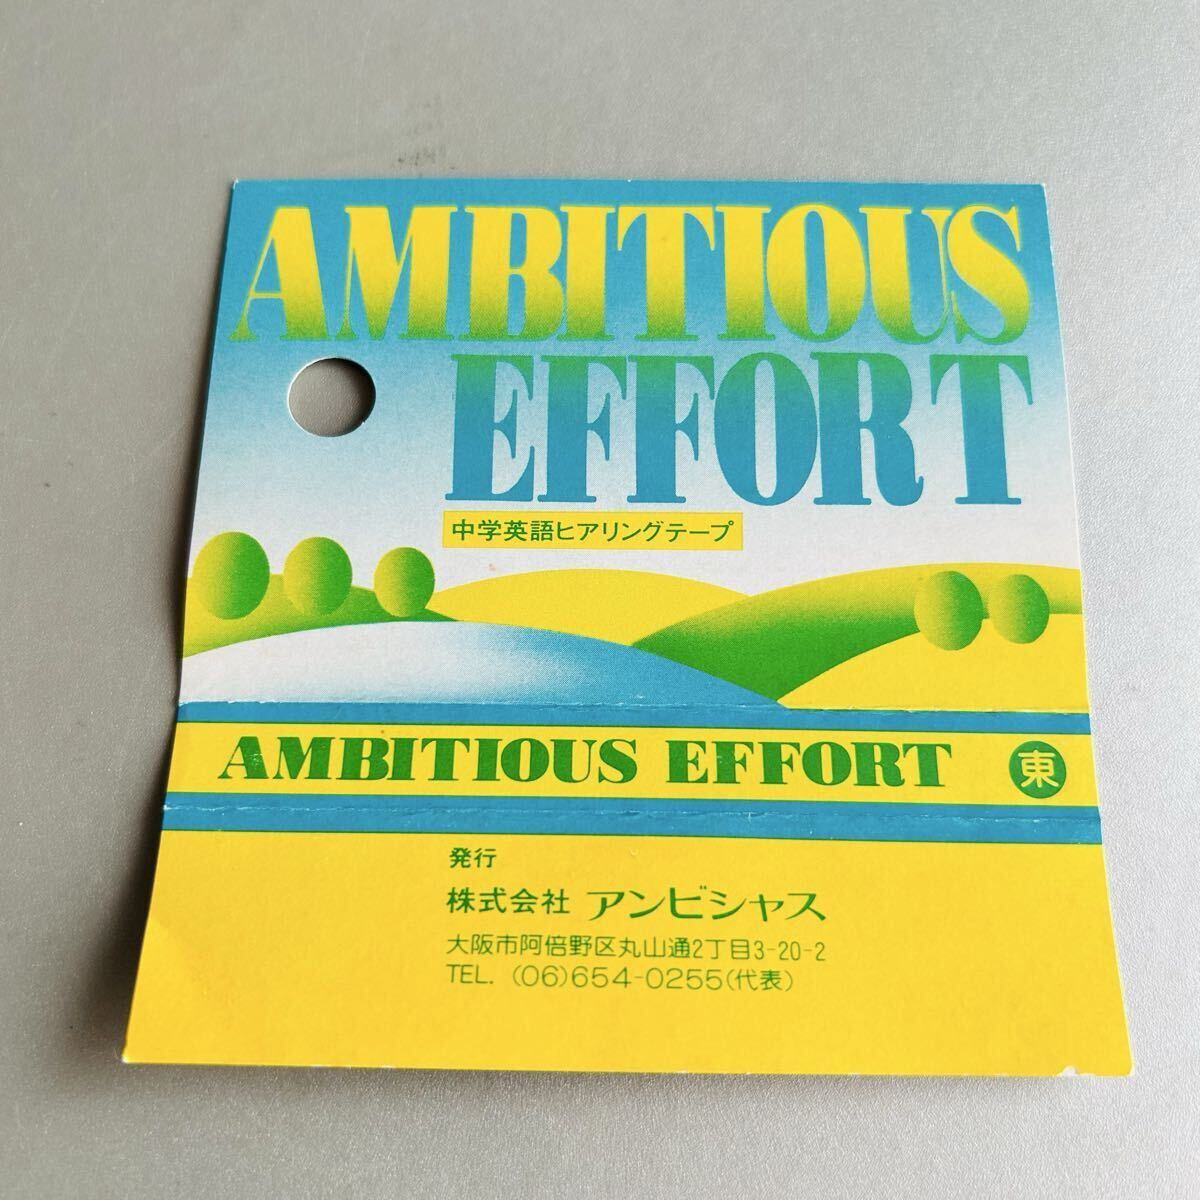 AMBITIOUS
EFFORT
中学英語ヒアリングテープ
AMBITIOUS EFFORT 東
発行
株式会社 アンビシャス
大阪市阿倍野区丸山通2丁目3-20-2
TEL. (06)654-0255(代表)